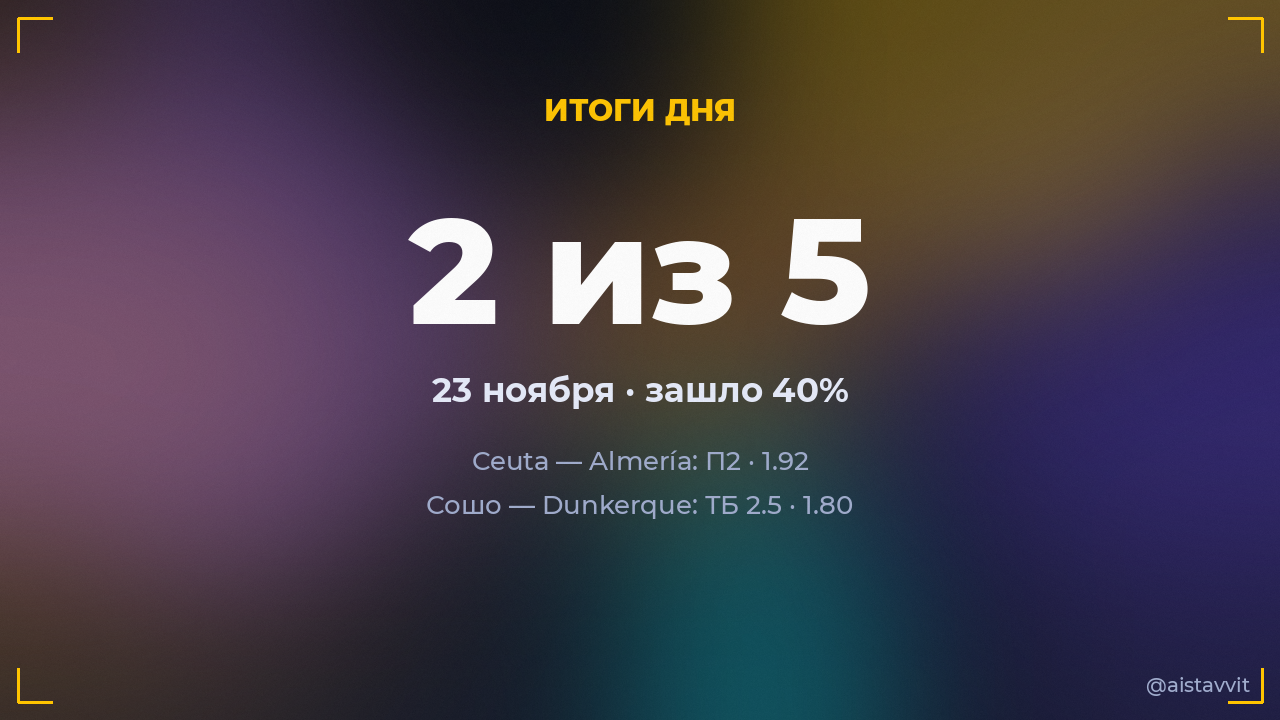 ИТОГИ ДНЯ
2 из 5
23 ноября · зашло 40%
Ceuta — Almería: П2 · 1.92
Сошо — Dunkerque: ТБ 2.5 · 1.80
@aistavvit